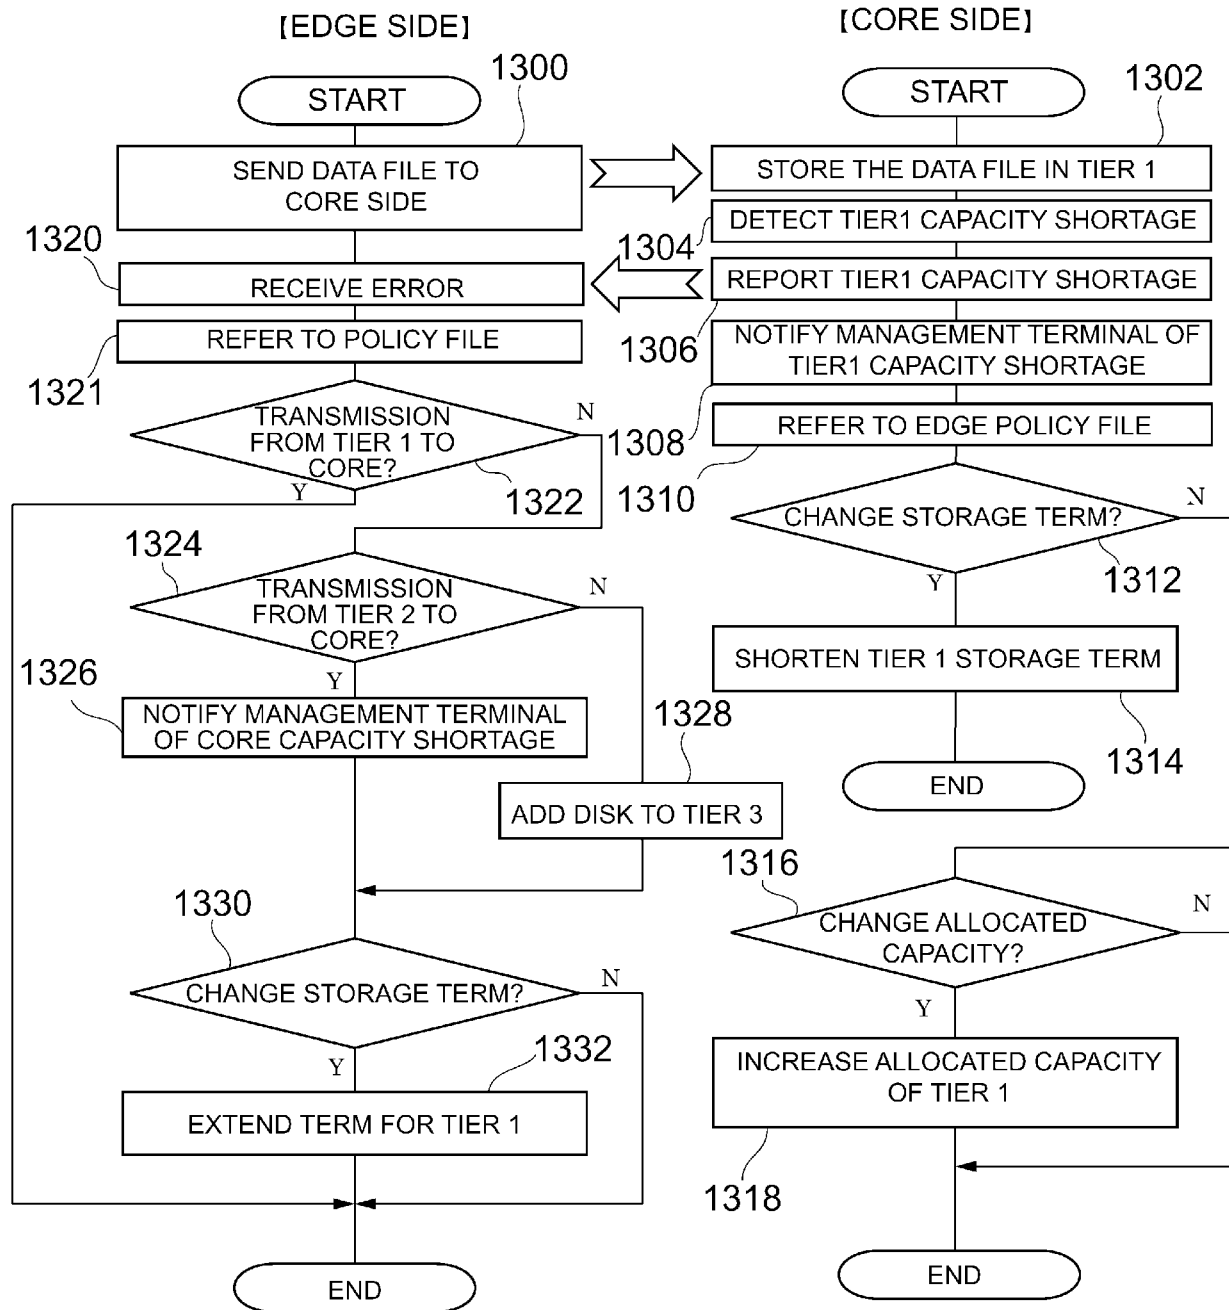 【EDGE SIDE】
START
1300
SEND DATA FILE TO
CORE SIDE
1320
RECEIVE ERROR
REFER TO POLICY FILE
1321
TRANSMISSION
FROM TIER 1 TO
CORE?
N
Y
1322
1324
TRANSMISSION
FROM TIER 2 TO
CORE?
N
Y
1326
NOTIFY MANAGEMENT TERMINAL
OF CORE CAPACITY SHORTAGE
1328
ADD DISK TO TIER 3
1330
CHANGE STORAGE TERM?
N
Y
1332
EXTEND TERM FOR TIER 1
END
【CORE SIDE】
START
1302
STORE THE DATA FILE IN TIER 1
DETECT TIER1 CAPACITY SHORTAGE
1304
REPORT TIER1 CAPACITY SHORTAGE
1306
NOTIFY MANAGEMENT TERMINAL OF
TIER1 CAPACITY SHORTAGE
1308
REFER TO EDGE POLICY FILE
1310
CHANGE STORAGE TERM?
N
Y
1312
SHORTEN TIER 1 STORAGE TERM
1314
END
1316
CHANGE ALLOCATED
CAPACITY?
N
Y
INCREASE ALLOCATED CAPACITY
OF TIER 1
1318
END